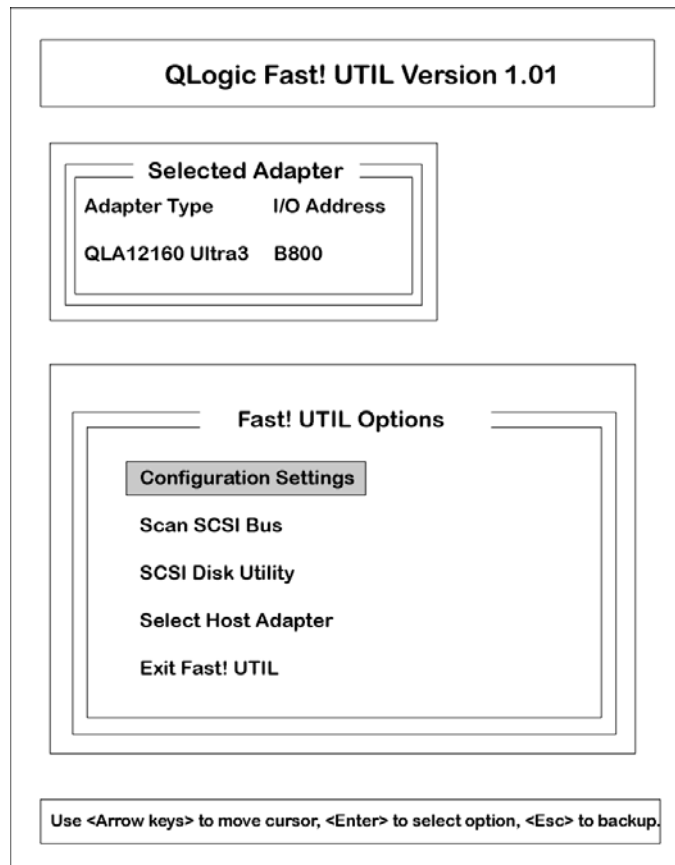 QLogic Fast! UTIL Version 1.01
Selected Adapter
Adapter Type I/O Address
QLA12160 Ultra3 B800
Fast! UTIL Options
Configuration Settings
Scan SCSI Bus
SCSI Disk Utility
Select Host Adapter
Exit Fast! UTIL
Use <Arrow keys> to move cursor, <Enter> to select option, <Esc> to backup.